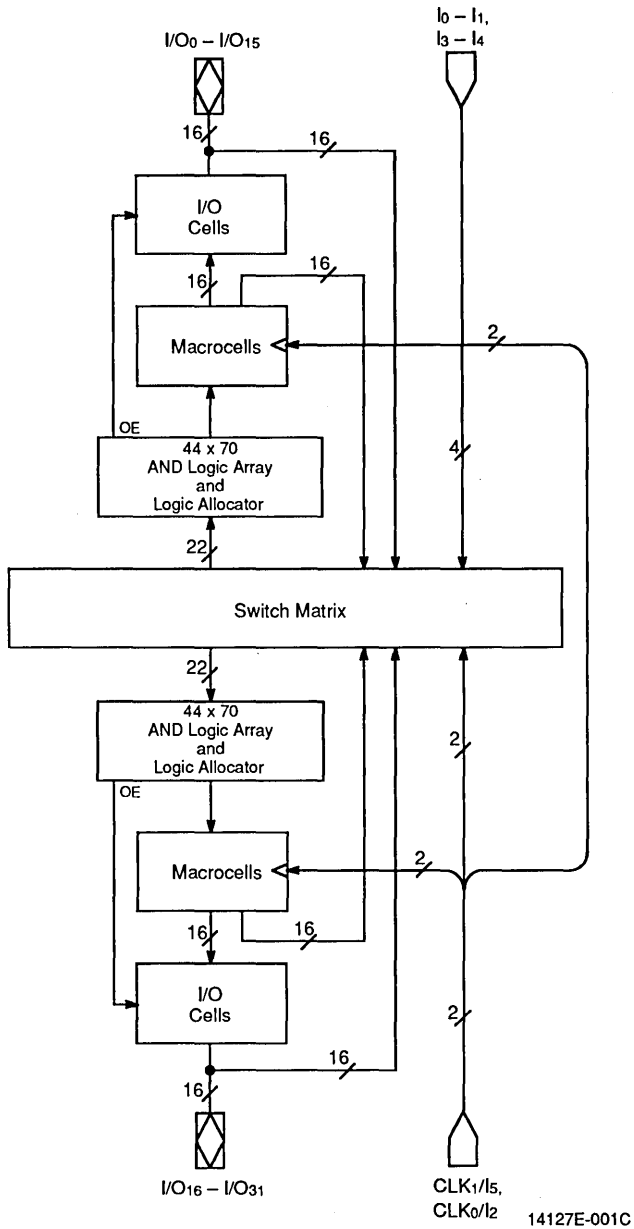 I/O0 – I/O15
I0 – I1,
I3 – I4
16
16
I/O
Cells
16
16
Macrocells
2
OE
44 x 70
AND Logic Array
and
Logic Allocator
4
22
Switch Matrix
22
44 x 70
AND Logic Array
and
Logic Allocator
2
OE
Macrocells
2
16
16
I/O
Cells
2
16
16
I/O16 – I/O31
CLK1/I5,
CLK0/I2
14127E-001C